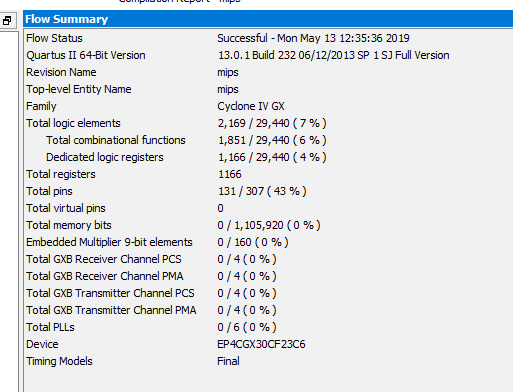 Compilation Report - mips
Flow Summary
Flow Status Successful - Mon May 13 12:35:36 2019
Quartus II 64-Bit Version 13.0.1 Build 232 06/12/2013 SP 1 SJ Full Version
Revision Name mips
Top-level Entity Name mips
Family Cyclone IV GX
Total logic elements 2,169 / 29,440 ( 7 % )
Total combinational functions 1,851 / 29,440 ( 6 % )
Dedicated logic registers 1,166 / 29,440 ( 4 % )
Total registers 1166
Total pins 131 / 307 ( 43 % )
Total virtual pins 0
Total memory bits 0 / 1,105,920 ( 0 % )
Embedded Multiplier 9-bit elements 0 / 160 ( 0 % )
Total GXB Receiver Channel PCS 0 / 4 ( 0 % )
Total GXB Receiver Channel PMA 0 / 4 ( 0 % )
Total GXB Transmitter Channel PCS 0 / 4 ( 0 % )
Total GXB Transmitter Channel PMA 0 / 4 ( 0 % )
Total PLLs 0 / 6 ( 0 % )
Device EP4CGX30CF23C6
Timing Models Final